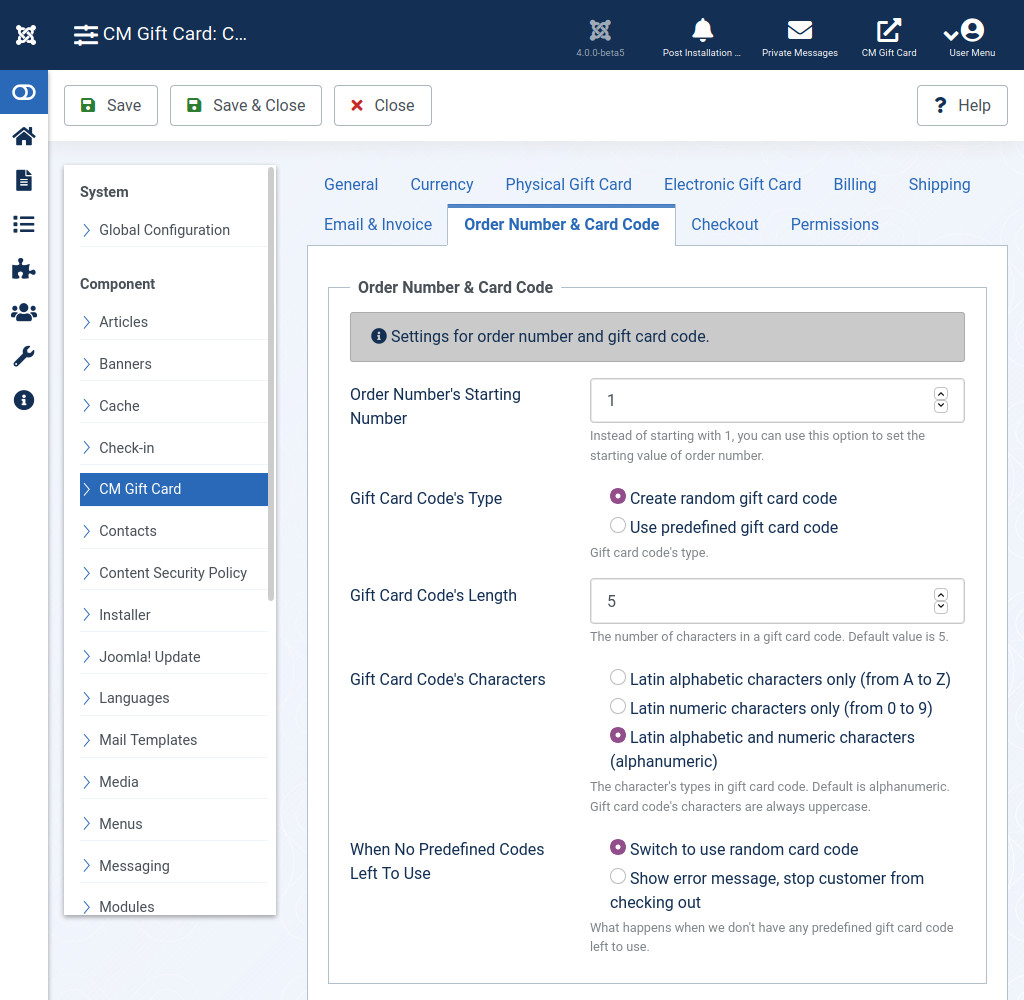 CM Gift Card: C...
4.0.0-beta5
Post Installation ...
Private Messages
CM Gift Card
User Menu
Save
Save & Close
Close
? Help
System
Global Configuration
Component
Articles
Banners
Cache
Check-in
CM Gift Card
Contacts
Content Security Policy
Installer
Joomla! Update
Languages
Mail Templates
Media
Menus
Messaging
Modules
General Currency Physical Gift Card Electronic Gift Card Billing Shipping
Email & Invoice Order Number & Card Code Checkout Permissions
Order Number & Card Code
Settings for order number and gift card code.
Order Number's Starting
Number
1
Instead of starting with 1, you can use this option to set the
starting value of order number.
Gift Card Code's Type
Create random gift card code
Use predefined gift card code
Gift card code's type.
Gift Card Code's Length
5
The number of characters in a gift card code. Default value is 5.
Gift Card Code's Characters
Latin alphabetic characters only (from A to Z)
Latin numeric characters only (from 0 to 9)
Latin alphabetic and numeric characters
(alphanumeric)
The character's types in gift card code. Default is alphanumeric.
Gift card code's characters are always uppercase.
When No Predefined Codes
Left To Use
Switch to use random card code
Show error message, stop customer from
checking out
What happens when we don't have any predefined gift card code
left to use.